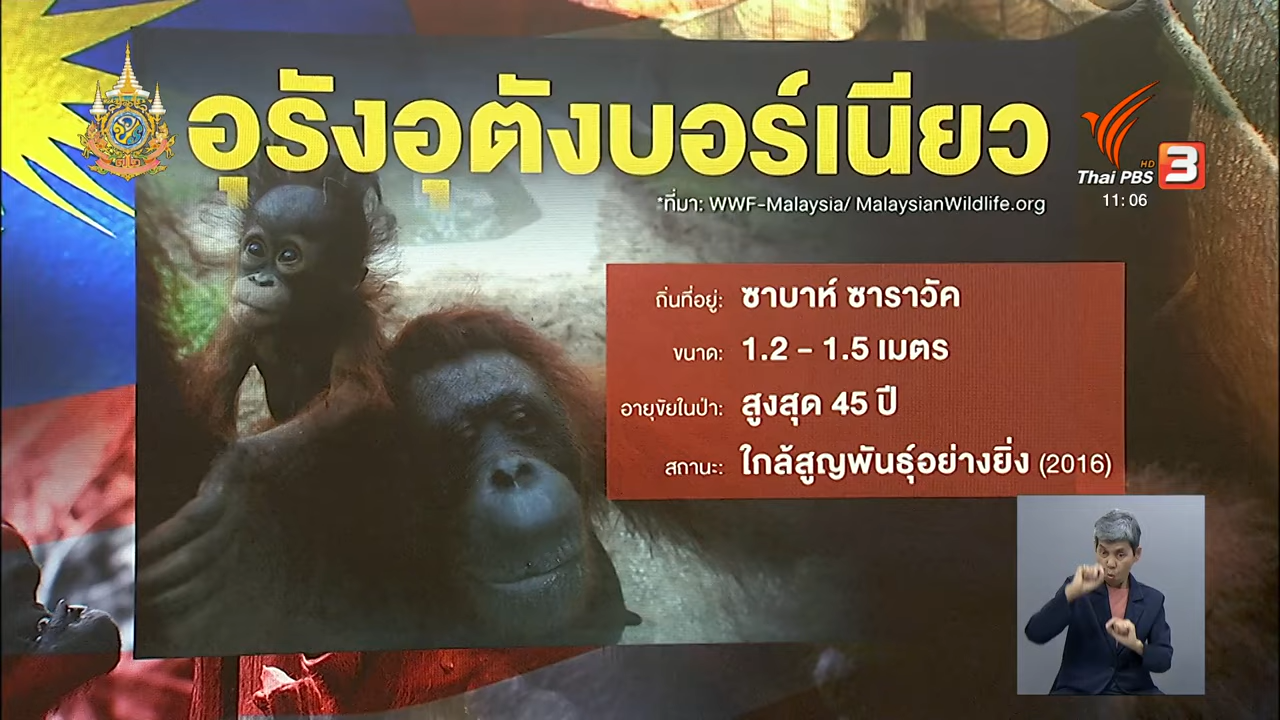 อุรังอุตังบอร์เนียว
*ที่มา: WWF-Malaysia/ MalaysianWildlife.org
HD
Thai PBS 3
11:06
ถิ่นที่อยู่: ซาบาห์ ซาราวัค
ขนาด: 1.2 - 1.5 เมตร
อายุขัยในป่า: สูงสุด 45 ปี
สถานะ: ใกล้สูญพันธุ์อย่างยิ่ง (2016)